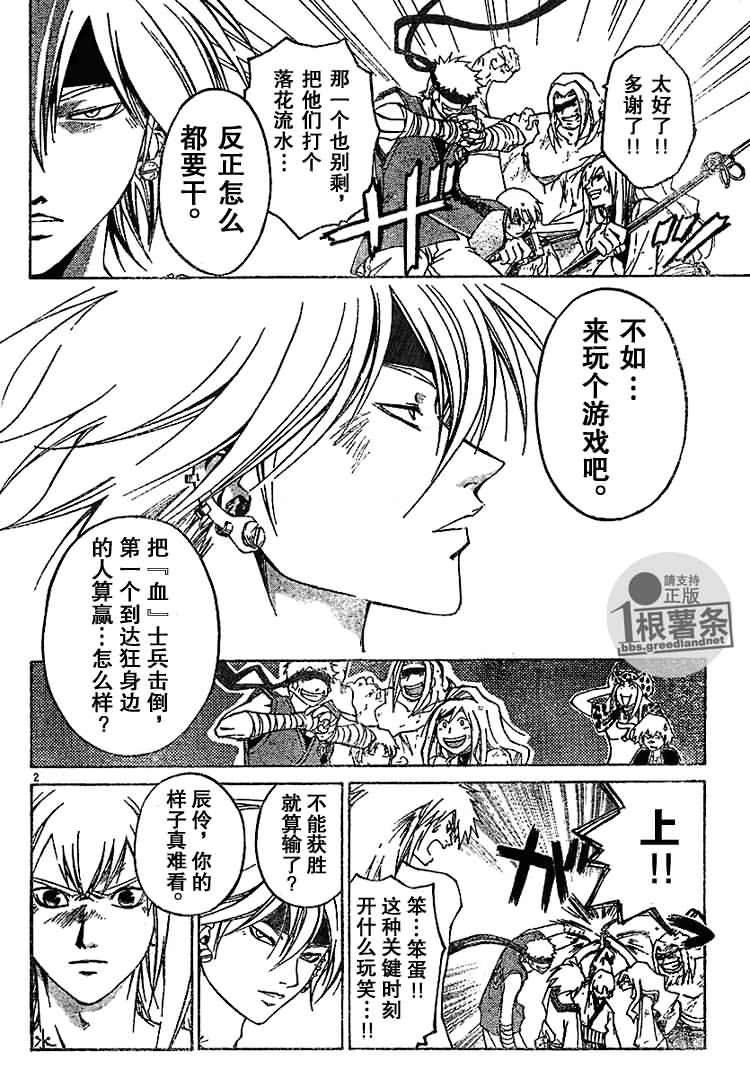 太好了!!
多谢了!!
那一个也别剩，
把他们打个
落花流水…
反正怎么
都要干。
不如…
来玩个游戏吧。
把『血』士兵击倒，
第一个到达狂身边
的人算赢…怎么样？
請支持
正版
1根薯条
bbs.greedland.net
上!!
笨…笨蛋!!
这种关键时刻
开什么玩笑…!!
不能获胜
就算输了？
辰伶，你的
样子真难看。
2